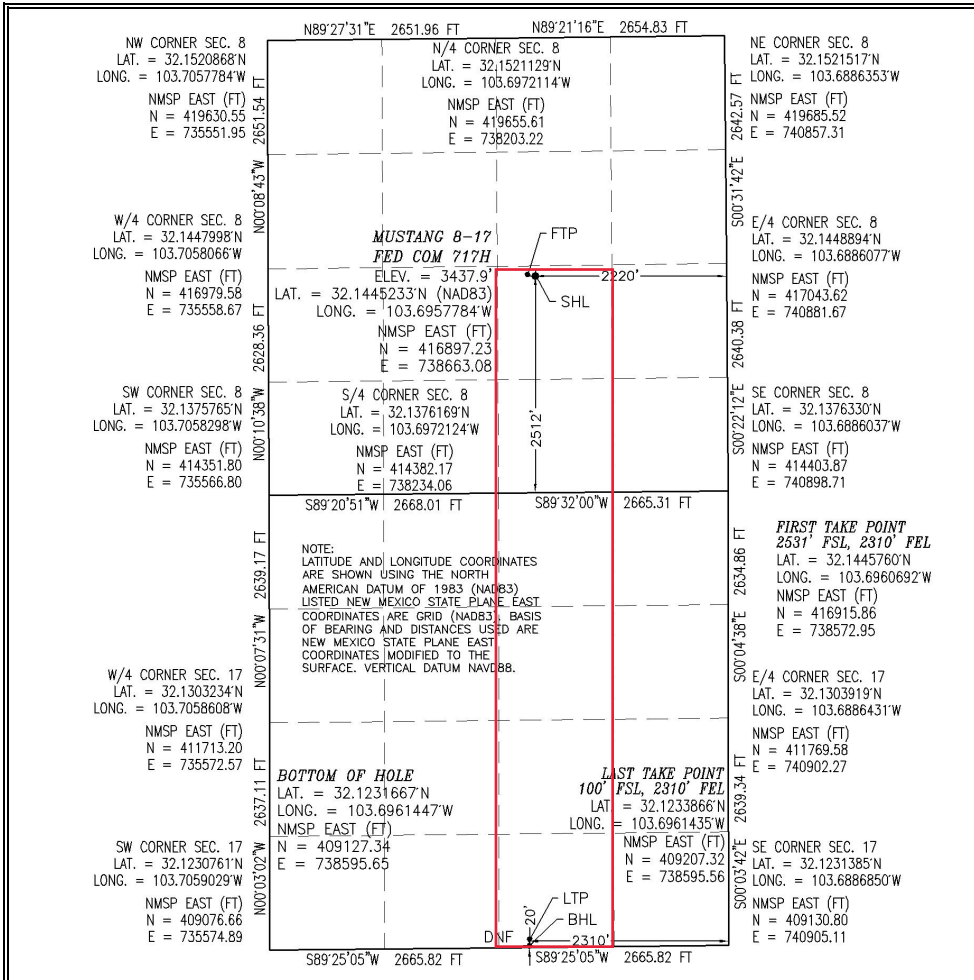 N89°27'31"E 2651.96 FT
N89°21'16"E 2654.83 FT
NW CORNER SEC. 8
LAT. = 32.1520868°N
LONG. = 103.7057784°W
NMSP EAST (FT)
N = 419630.55
E = 735551.95
N/4 CORNER SEC. 8
LAT. = 32.1521129°N
LONG. = 103.6972114°W
NMSP EAST (FT)
N = 419655.61
E = 738203.22
NE CORNER SEC. 8
LAT. = 32.1521517°N
LONG. = 103.6886353°W
NMSP EAST (FT)
N = 419685.52
E = 740857.31
N00°08'43"W 2651.54 FT
S00°31'42"E 2642.57 FT
W/4 CORNER SEC. 8
LAT. = 32.1447998°N
LONG. = 103.7058066°W
NMSP EAST (FT)
N = 416979.58
E = 735558.67
MUSTANG 8-17
FED COM 717H
ELEV. = 3437.9'
LAT. = 32.1445233°N (NAD83)
LONG. = 103.6957784°W
NMSP EAST (FT)
N = 416897.23
E = 738663.08
FTP
2220'
SHL
E/4 CORNER SEC. 8
LAT. = 32.1448894°N
LONG. = 103.6886077°W
NMSP EAST (FT)
N = 417043.62
E = 740881.67
N00°10'38"W 2628.36 FT
2512'
S00°22'12"E 2640.38 FT
SW CORNER SEC. 8
LAT. = 32.1375765°N
LONG. = 103.7058298°W
NMSP EAST (FT)
N = 414351.80
E = 735566.80
S/4 CORNER SEC. 8
LAT. = 32.1376169°N
LONG. = 103.6972124°W
NMSP EAST (FT)
N = 414382.17
E = 738234.06
SE CORNER SEC. 8
LAT. = 32.1376330°N
LONG. = 103.6886037°W
NMSP EAST (FT)
N = 414403.87
E = 740898.71
S89°20'51"W 2668.01 FT
S89°32'00"W 2665.31 FT
FIRST TAKE POINT
2531' FSL, 2310' FEL
LAT. = 32.1445760°N
LONG. = 103.6960692°W
NMSP EAST (FT)
N = 416915.86
E = 738572.95
NOTE:
LATITUDE AND LONGITUDE COORDINATES
ARE SHOWN USING THE NORTH
AMERICAN DATUM OF 1983 (NAD83)
LISTED NEW MEXICO STATE PLANE EAST
COORDINATES ARE GRID (NAD83). BASIS
OF BEARING AND DISTANCES USED ARE
NEW MEXICO STATE PLANE EAST
COORDINATES MODIFIED TO THE
SURFACE. VERTICAL DATUM NAVD88.
N00°07'31"W 2639.17 FT
S00°04'38"E 2634.86 FT
W/4 CORNER SEC. 17
LAT. = 32.1303234°N
LONG. = 103.7058608°W
NMSP EAST (FT)
N = 411713.20
E = 735572.57
E/4 CORNER SEC. 17
LAT. = 32.1303919°N
LONG. = 103.6886431°W
NMSP EAST (FT)
N = 411769.58
E = 740902.27
BOTTOM OF HOLE
LAT. = 32.1231667°N
LONG. = 103.6961447°W
NMSP EAST (FT)
N = 409127.34
E = 738595.65
LAST TAKE POINT
100' FSL, 2310' FEL
LAT. = 32.1233866°N
LONG. = 103.6961435°W
NMSP EAST (FT)
N = 409207.32
E = 738595.56
N00°03'02"W 2637.11 FT
S00°03'42"E 2639.34 FT
SW CORNER SEC. 17
LAT. = 32.1230761°N
LONG. = 103.7059029°W
NMSP EAST (FT)
N = 409076.66
E = 735574.89
SE CORNER SEC. 17
LAT. = 32.1231385°N
LONG. = 103.6886850°W
NMSP EAST (FT)
N = 409130.80
E = 740905.11
LTP
BHL
20'
DNF
2310'
S89°25'05"W 2665.82 FT
S89°25'05"W 2665.82 FT